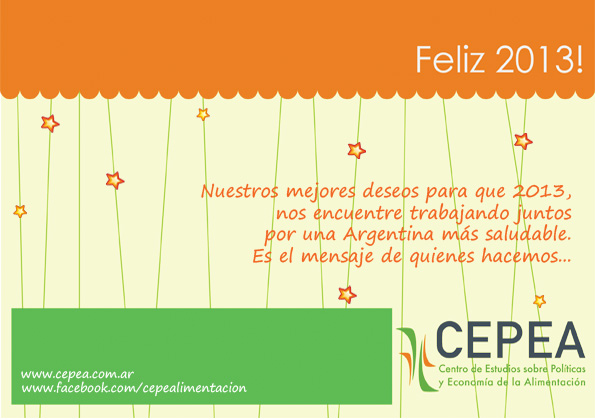 Feliz 2013!
Nuestros mejores deseos para que 2013,
nos encuentre trabajando juntos
por una Argentina más saludable.
Es el mensaje de quienes hacemos...
www.cepea.com.ar
www.facebook.com/cepealimentacion
CEPEA
Centro de Estudios sobre Políticas
y Economía de la Alimentación